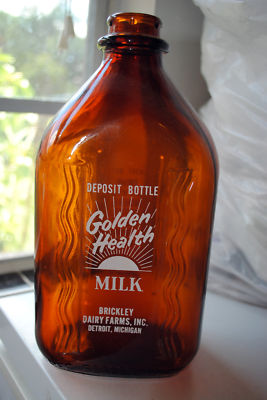 DEPOSIT BOTTLE
Golden
Health
MILK
BRICKLEY
DAIRY FARMS, INC.
DETROIT, MICHIGAN